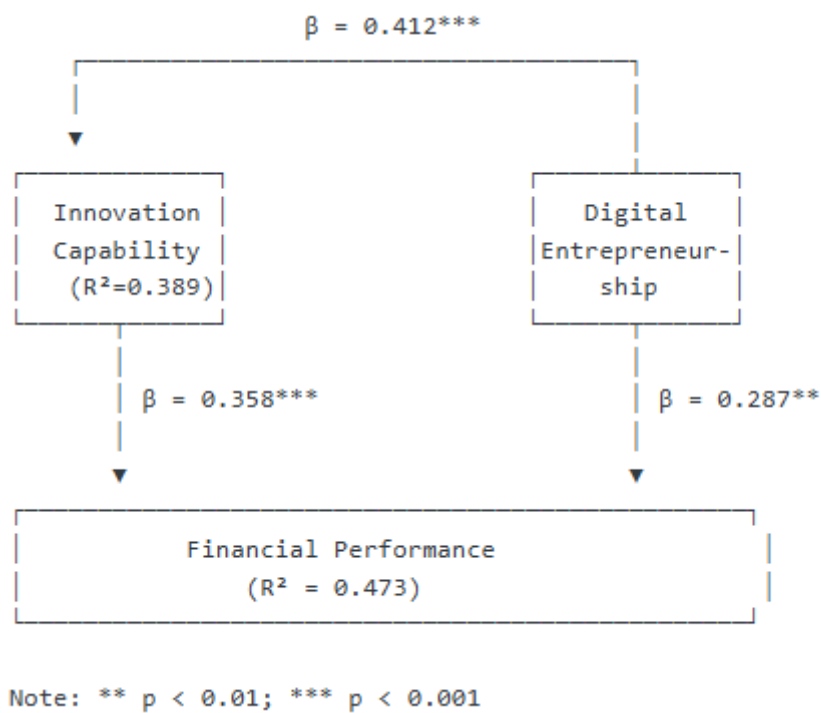 β = 0.412***
Innovation
Capability
(R²=0.389)
Digital
Entrepreneur-
ship
β = 0.358***
β = 0.287**
Financial Performance
(R² = 0.473)
Note: ** p < 0.01; *** p < 0.001